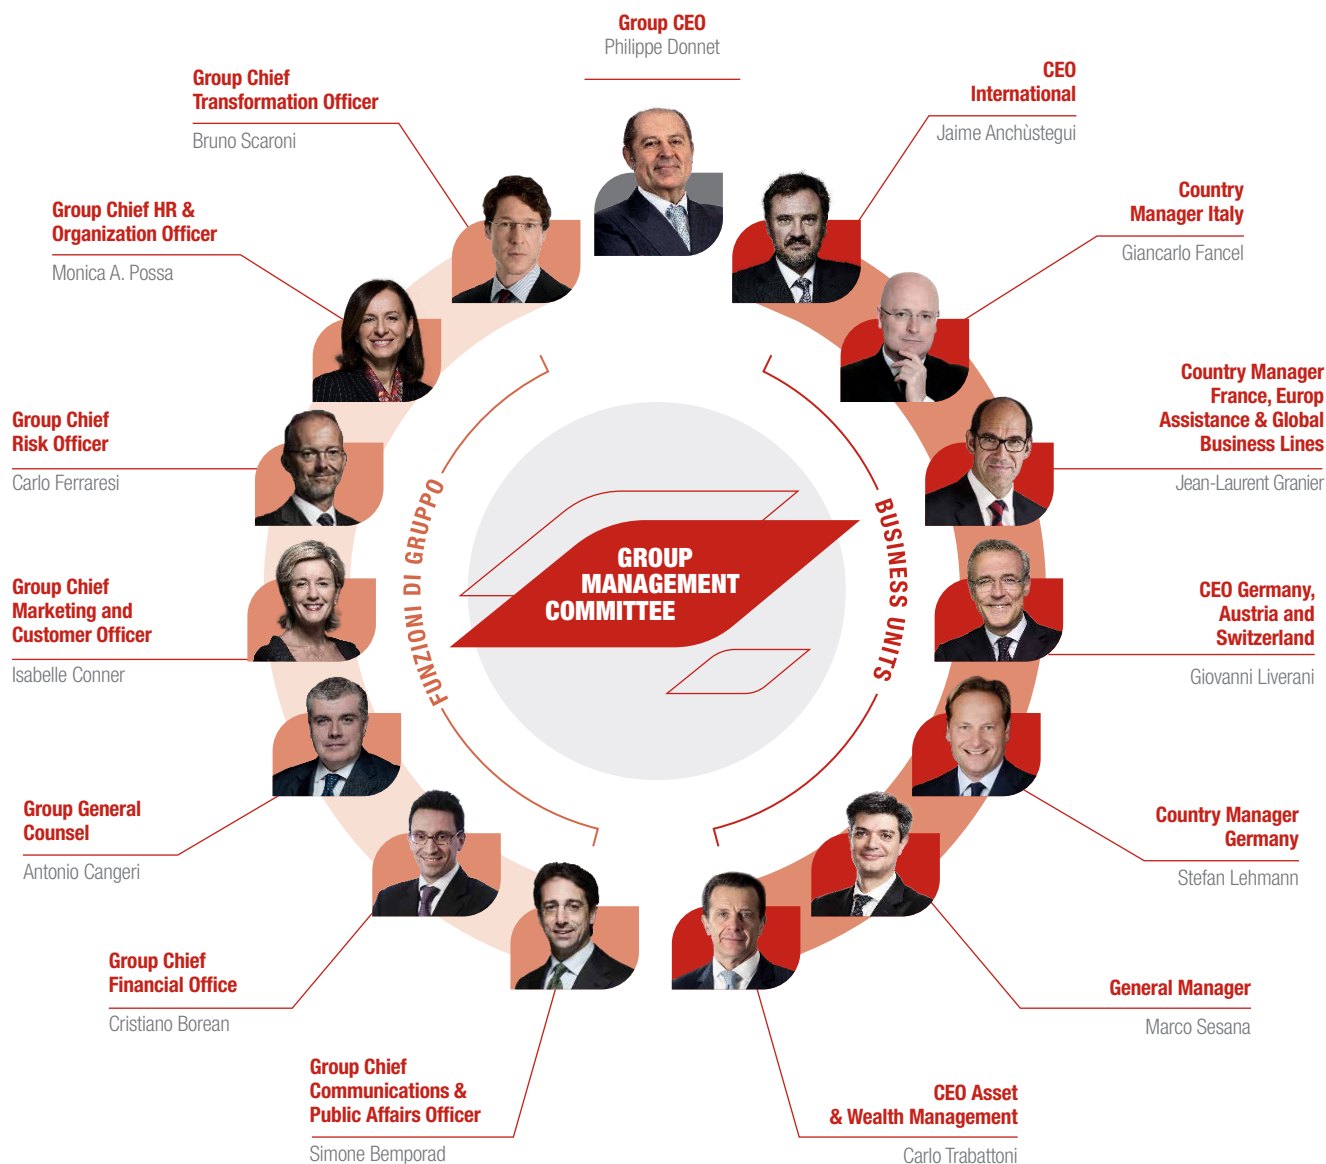 Group CEO
Philippe Donnet
Group Chief
Transformation Officer
Bruno Scaroni
Group Chief HR &
Organization Officer
Monica A. Possa
Group Chief
Risk Officer
Carlo Ferraresi
Group Chief
Marketing and
Customer Officer
Isabelle Conner
Group General
Counsel
Antonio Cangeri
Group Chief
Financial Office
Cristiano Borean
Group Chief
Communications &
Public Affairs Officer
Simone Bemporad
FUNZIONI DI GRUPPO
GROUP
MANAGEMENT
COMMITTEE
BUSINESS UNITS
CEO
International
Jaime Anchùstegui
Country
Manager Italy
Giancarlo Fancel
Country Manager
France, Europ
Assistance & Global
Business Lines
Jean-Laurent Granier
CEO Germany,
Austria and
Switzerland
Giovanni Liverani
Country Manager
Germany
Stefan Lehmann
General Manager
Marco Sesana
CEO Asset
& Wealth Management
Carlo Trabattoni